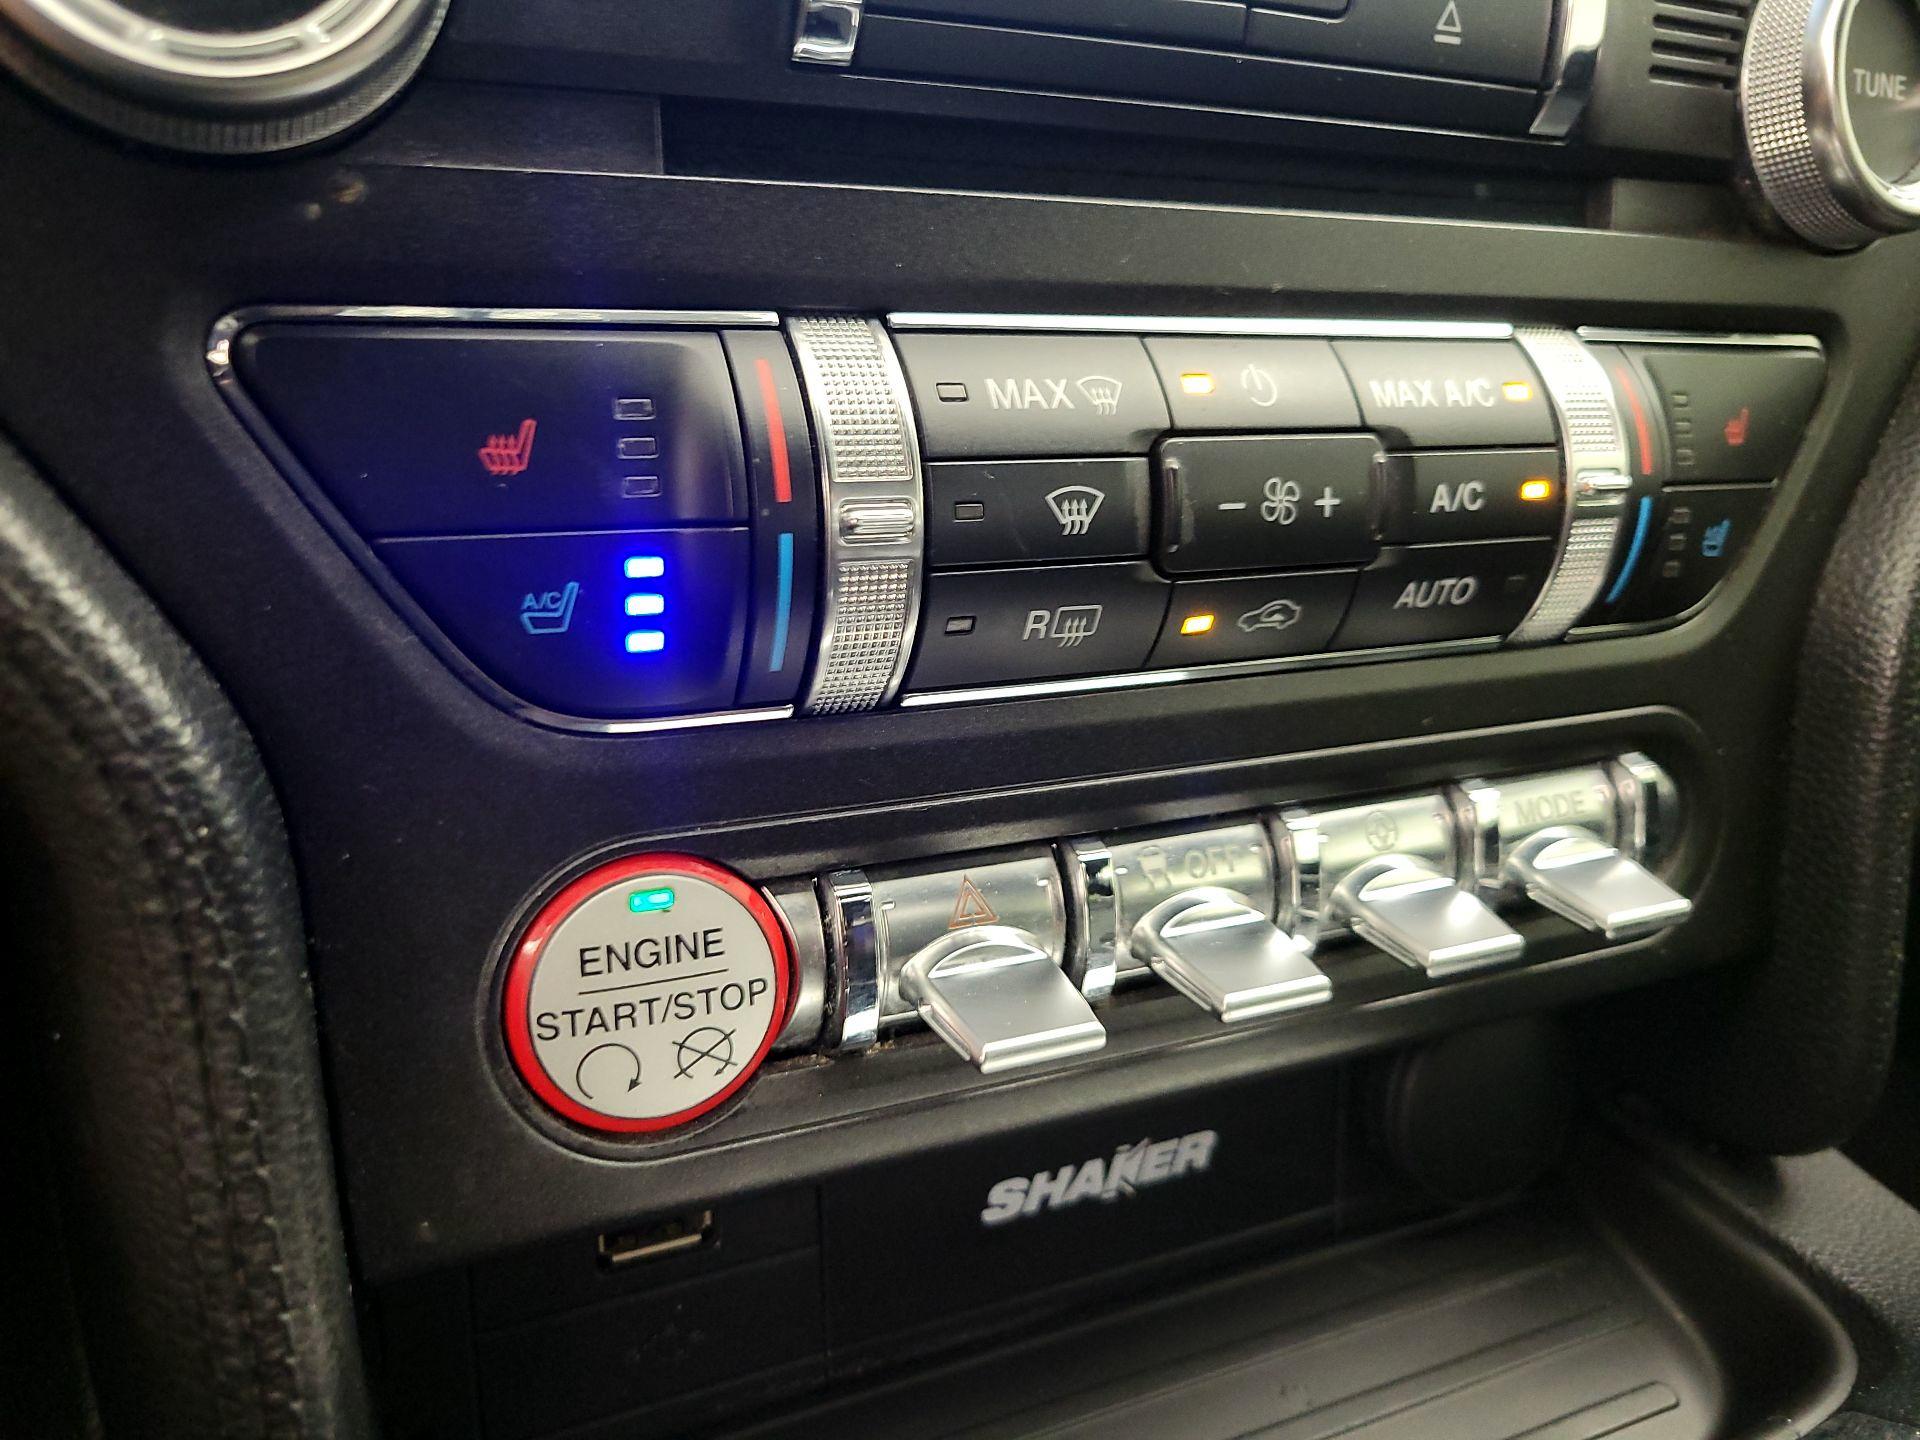 TUNE
MAX
MAX A/C
- +
A/C
R
AUTO
A/C
OFF
MODE
ENGINE
START/STOP
SHAKER